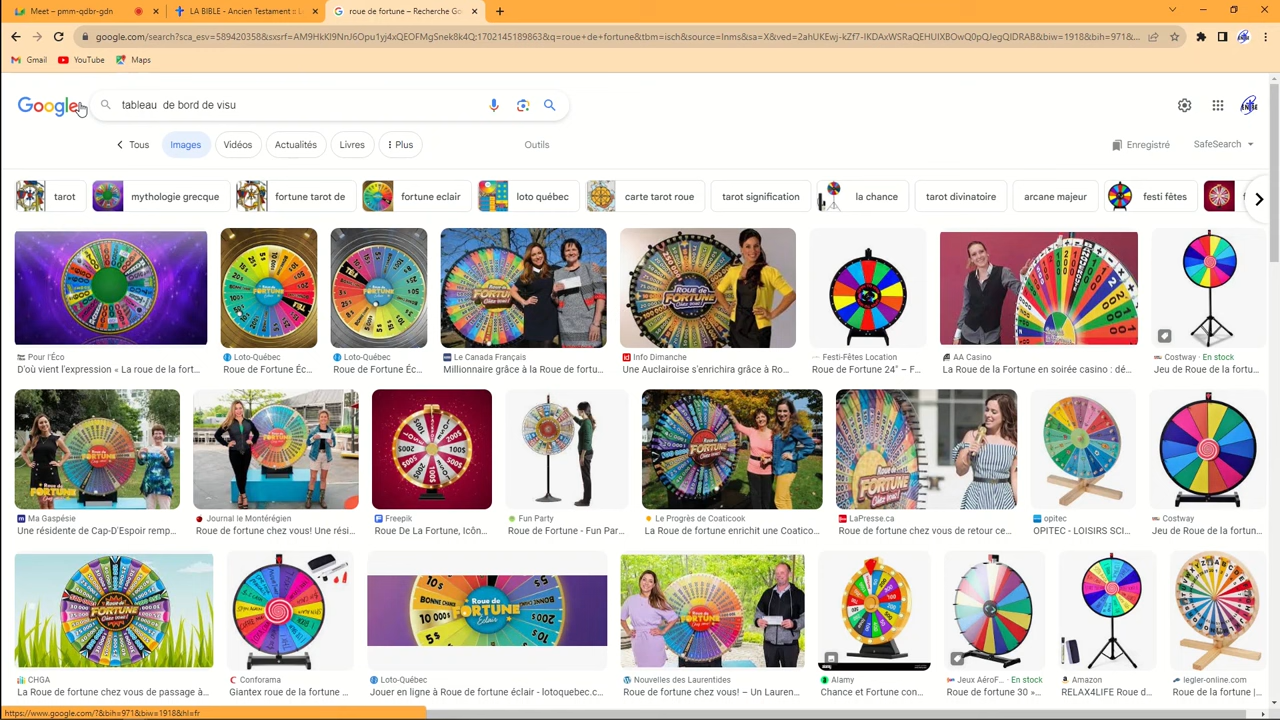 Meet – pmm-qdbr-gdn
LA BIBLE - Ancien Testament :: L
roue de fortune – Recherche Go
google.com/search?sca_esv=589420358&sxsrf=AM9HkKl9NnJ6Opu1yj4xQEOFMgSnek8k4Q:1702145189863&q=roue+de+fortune&tbm=isch&source=lnms&sa=X&ved=2ahUKEwj-kZf7-IKDAxWSRaQEHUIXBOwQ0pQJegQIDRAB&biw=1918&bih=971&...
Gmail
YouTube
Maps
Google
tableau  de bord de visu
Tous
Images
Vidéos
Actualités
Livres
Plus
Outils
Enregistré
SafeSearch
tarot
mythologie grecque
fortune tarot de
fortune eclair
loto québec
carte tarot roue
tarot signification
la chance
tarot divinatoire
arcane majeur
festi fêtes
Pour l'Éco
D'où vient l'expression « La roue de la fort...
Loto-Québec
Roue de Fortune Éc...
Loto-Québec
Roue de Fortune Éc...
Le Canada Français
Millionnaire grâce à la Roue de fortu...
Info Dimanche
Une Auclairoise s'enrichira grâce à Ro...
Festi-Fêtes Location
Roue de Fortune 24" – F...
AA Casino
La Roue de la Fortune en soirée casino : dé...
Costway · En stock
Jeu de Roue de la fortu...
Ma Gaspésie
Une résidente de Cap-D'Espoir remp...
Journal le Montérégien
Roue de fortune chez vous! Une rési...
Freepik
Roue De La Fortune, Icôn...
Fun Party
Roue de Fortune - Fun Par...
Le Progrès de Coaticook
La Roue de fortune enrichit une Coatico...
LaPresse.ca
Roue de fortune chez vous de retour ce...
opitec
OPITEC - LOISIRS SCI...
Costway
Jeu de Roue de la fortun...
CHGA
La Roue de fortune chez vous de passage à...
Conforama
Giantex roue de la fortune ...
Loto-Québec
Jouer en ligne à Roue de fortune éclair - lotoquebec.c...
Nouvelles des Laurentides
Roue de fortune chez vous! – Un Lauren...
Alamy
Chance et Fortune con...
Jeux AéroF... · En stock
Roue de fortune 30 »...
Amazon
RELAX4LIFE Roue d...
legler-online.com
Roue de la fortune |...
https://www.google.com/?&bih=971&biw=1918&hl=fr